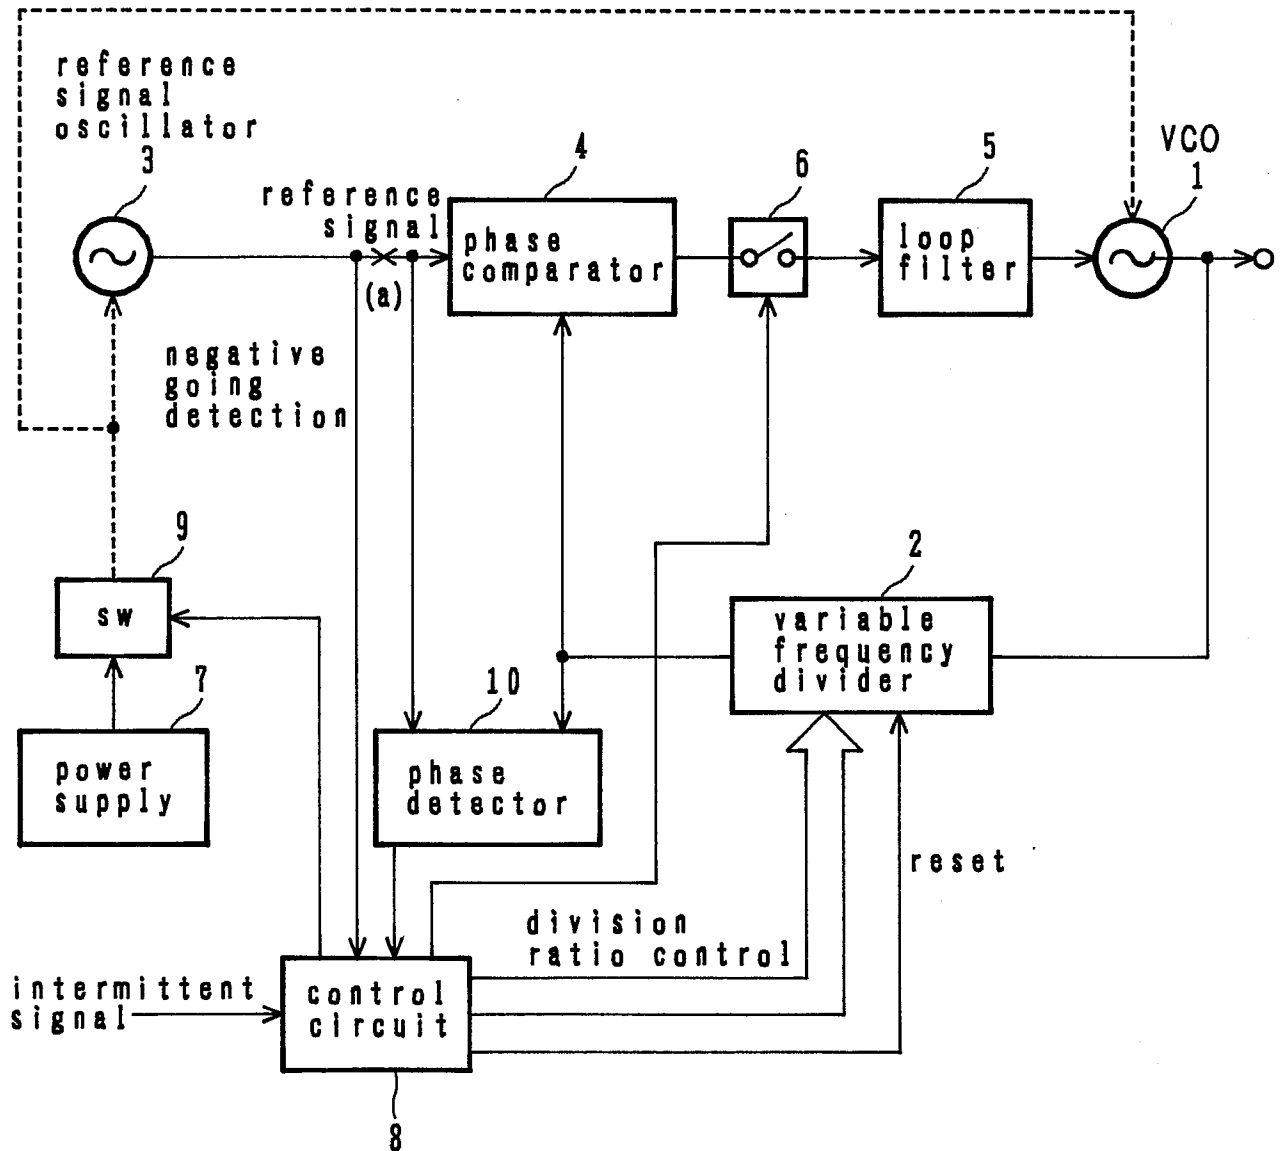 reference
signal
oscillator
3
reference
signal
(a)
4
phase
comparator
6
5
loop
filter
VCO
1
negative
going
detection
9
sw
7
power
supply
10
phase
detector
2
variable
frequency
divider
reset
division
ratio control
intermittent
signal
control
circuit
8